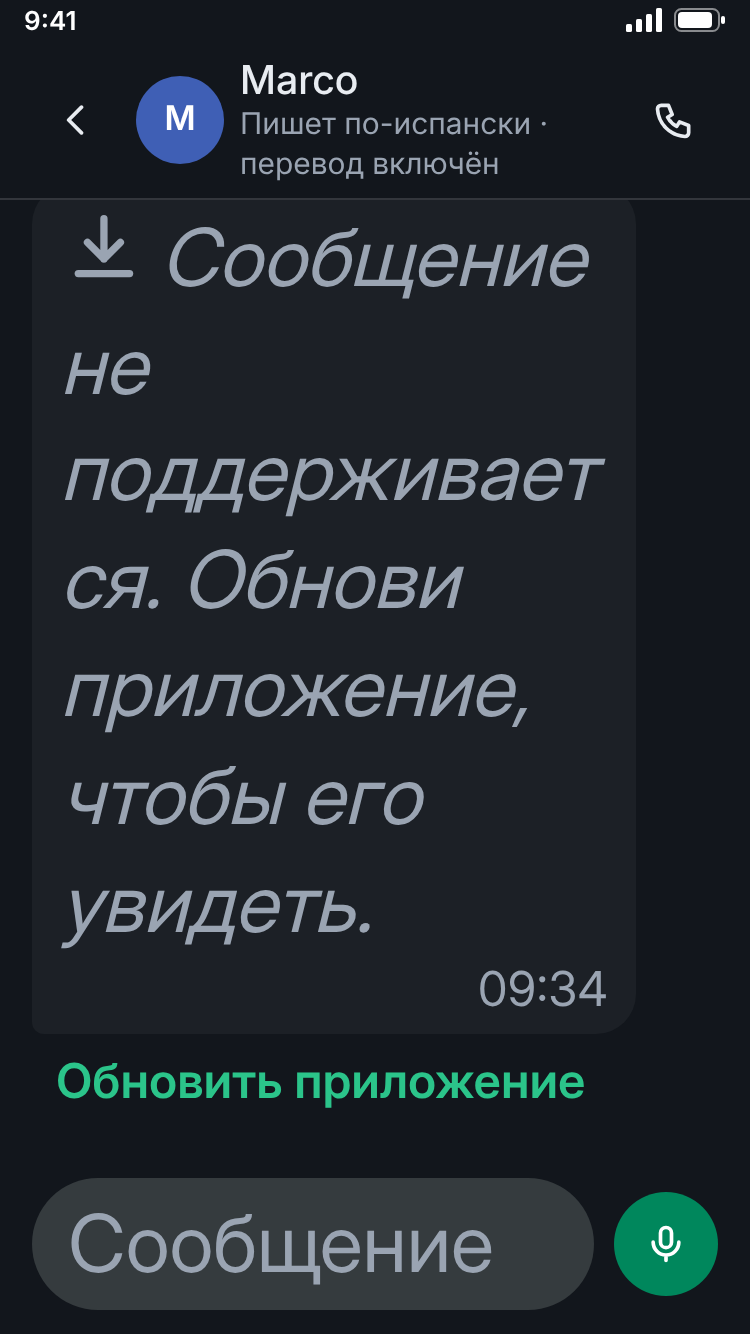 9:41
M
Marco
Пишет по-испански ·
перевод включён
Сообщение
не
поддерживает
ся. Обнови
приложение,
чтобы его
увидеть.
09:34
Обновить приложение
Сообщение